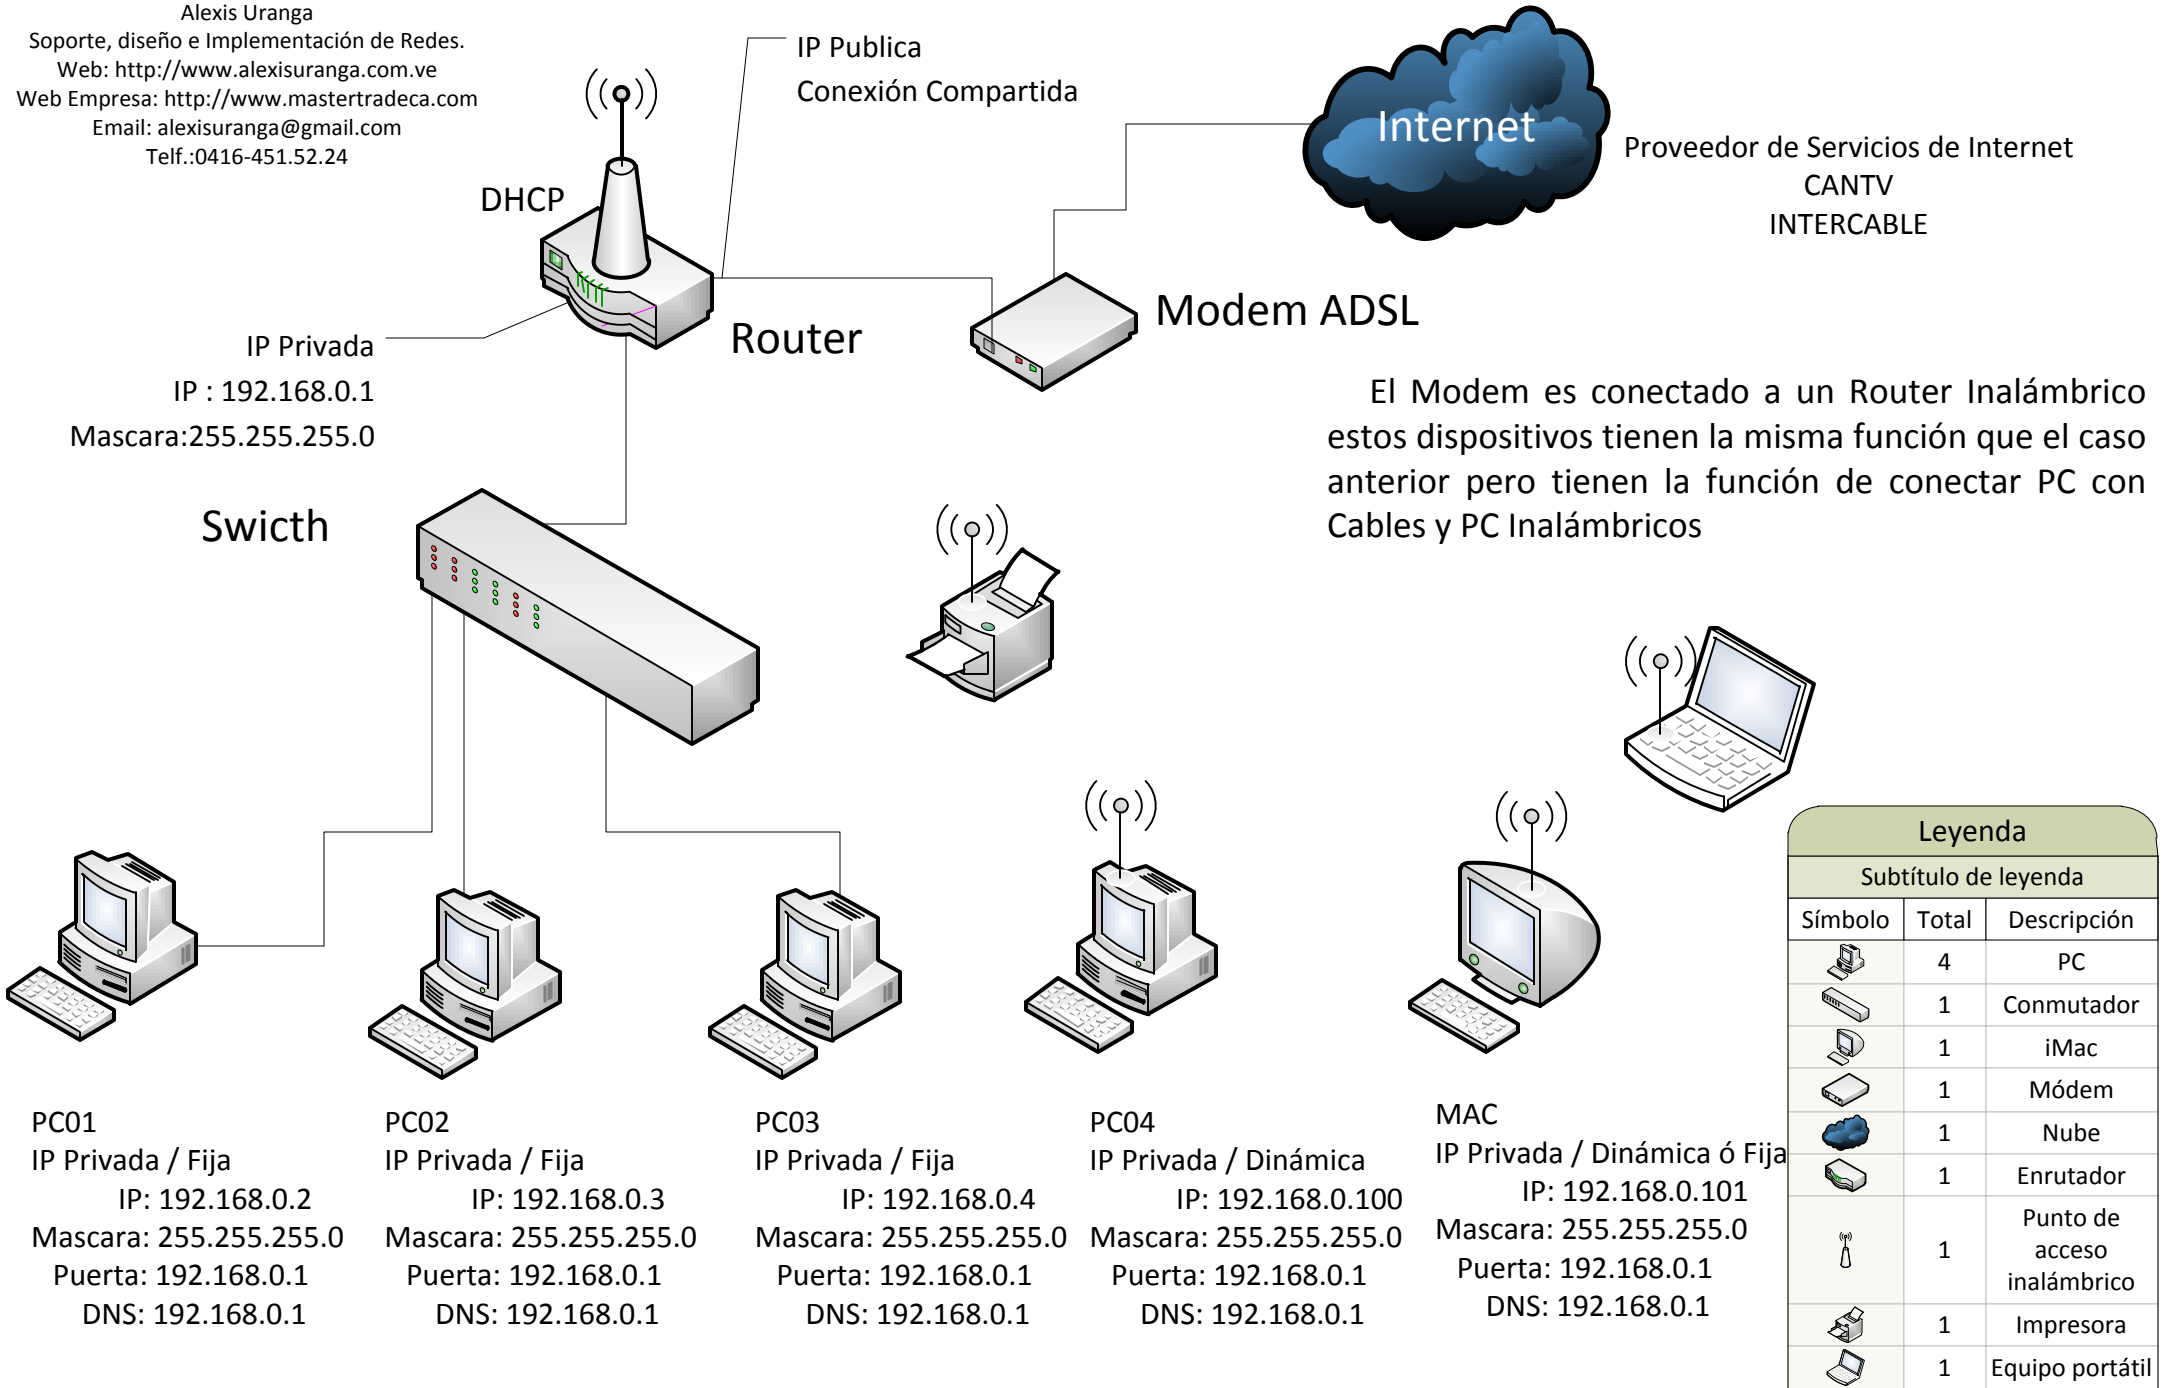 Alexis Uranga
Soporte, diseño e Implementación de Redes.
Web: http://www.alexisuranga.com.ve
Web Empresa: http://www.mastertradeca.com
Email: alexisuranga@gmail.com
Telf.:0416-451.52.24
IP Publica
Conexión Compartida
Internet
Proveedor de Servicios de Internet
CANTV
INTERCABLE
DHCP
Router
Modem ADSL
IP Privada
IP : 192.168.0.1
Mascara:255.255.255.0
El Modem es conectado a un Router Inalámbrico
estos dispositivos tienen la misma función que el caso
anterior pero tienen la función de conectar PC con
Cables y PC Inalámbricos
Swicth
PC01
IP Privada / Fija
IP: 192.168.0.2
Mascara: 255.255.255.0
Puerta: 192.168.0.1
DNS: 192.168.0.1
PC02
IP Privada / Fija
IP: 192.168.0.3
Mascara: 255.255.255.0
Puerta: 192.168.0.1
DNS: 192.168.0.1
PC03
IP Privada / Fija
IP: 192.168.0.4
Mascara: 255.255.255.0
Puerta: 192.168.0.1
DNS: 192.168.0.1
PC04
IP Privada / Dinámica
IP: 192.168.0.100
Mascara: 255.255.255.0
Puerta: 192.168.0.1
DNS: 192.168.0.1
MAC
IP Privada / Dinámica ó Fija
IP: 192.168.0.101
Mascara: 255.255.255.0
Puerta: 192.168.0.1
DNS: 192.168.0.1
Leyenda
Subtítulo de leyenda
Símbolo Total Descripción
4 PC
1 Conmutador
1 iMac
1 Módem
1 Nube
1 Enrutador
1 Punto de
acceso
inalámbrico
1 Impresora
1 Equipo portátil